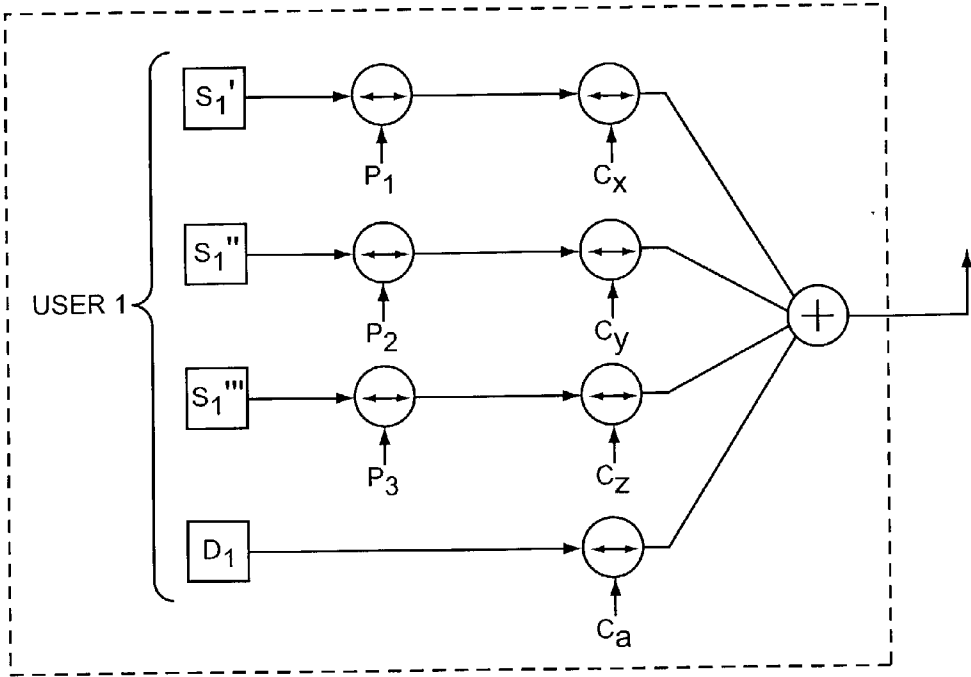 S1'
P1
Cx
S1''
P2
Cy
USER 1
+
S1'''
P3
Cz
D1
Ca